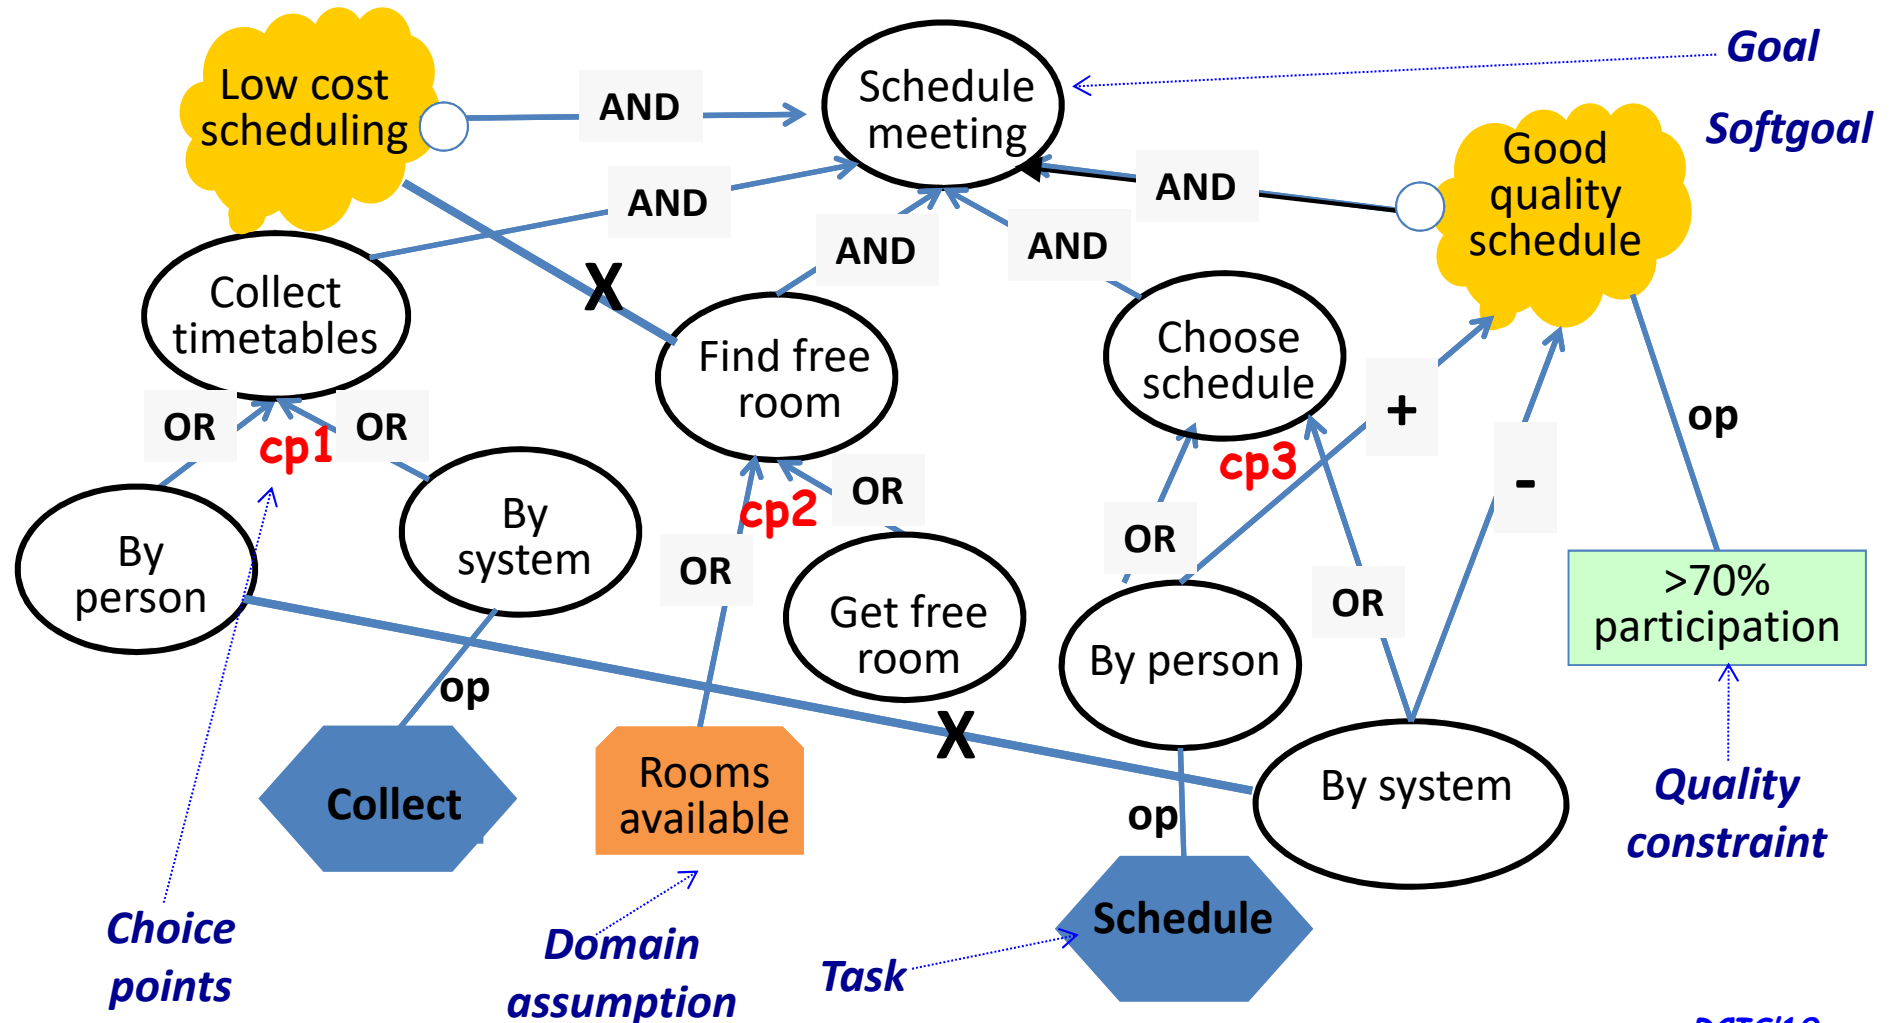 Low cost
scheduling
AND
Schedule
meeting
Goal
Softgoal
Good
quality
schedule
AND
AND
AND
AND
Collect
timetables
X
Find free
room
Choose
schedule
+
-
op
OR
cp1
OR
cp2
OR
cp3
By
person
By
system
OR
Get free
room
OR
By person
OR
By system
>70%
participation
op
X
Collect
Rooms
available
op
Schedule
Quality
constraint
Choice
points
Domain
assumption
Task